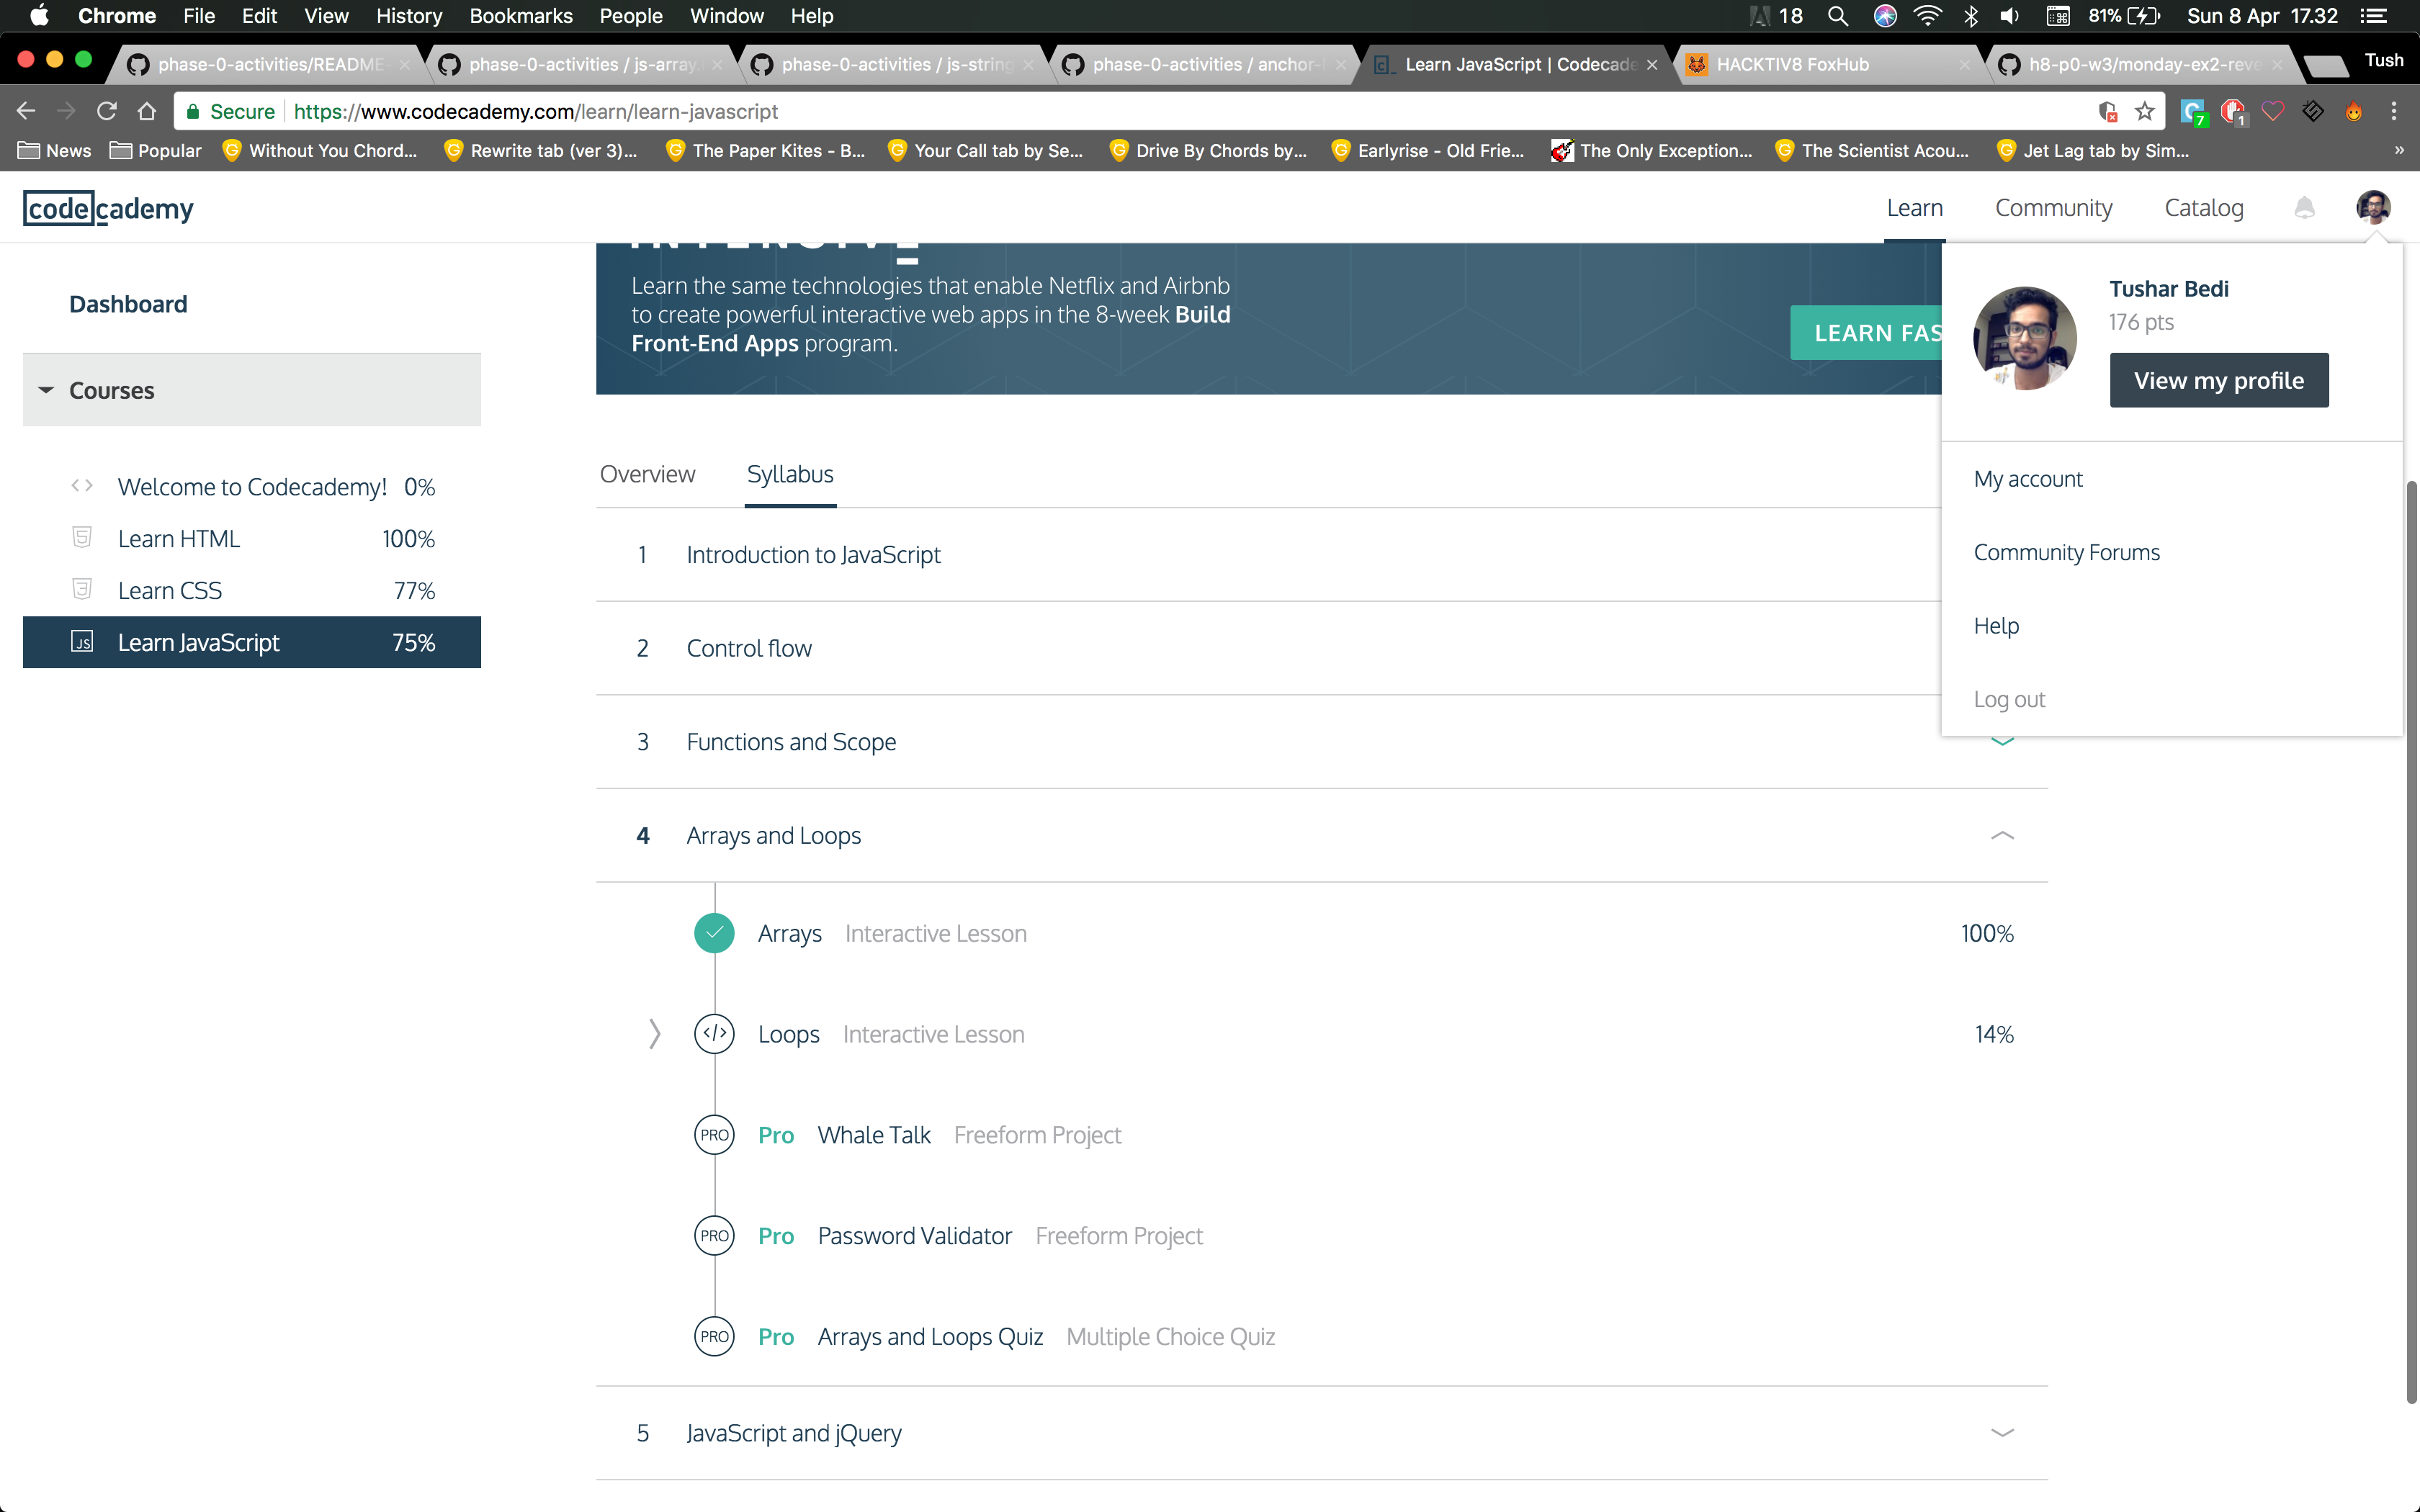 Chrome File Edit View History Bookmarks People Window Help 18 81% Sun 8 Apr 17.32
phase-0-activities/README- phase-0-activities / js-array. phase-0-activities / js-string phase-0-activities / anchor- Learn JavaScript | Codecade HACKTIV8 FoxHub h8-p0-w3/monday-ex2-reve Tush
Secure https://www.codecademy.com/learn/learn-javascript 7 1
News Popular Without You Chord... Rewrite tab (ver 3)... The Paper Kites - B... Your Call tab by Se... Drive By Chords by... Earlyrise - Old Frie... The Only Exception... The Scientist Acou... Jet Lag tab by Sim... »
codecademy Learn Community Catalog
Dashboard
Courses
Welcome to Codecademy! 0%
Learn HTML 100%
Learn CSS 77%
JS Learn JavaScript 75%
Learn the same technologies that enable Netflix and Airbnb
to create powerful interactive web apps in the 8-week Build
Front-End Apps program.
LEARN FAS
Tushar Bedi
176 pts
View my profile
My account
Community Forums
Help
Log out
Overview Syllabus
1 Introduction to JavaScript
2 Control flow
3 Functions and Scope
4 Arrays and Loops
Arrays Interactive Lesson 100%
</> Loops Interactive Lesson 14%
PRO Pro Whale Talk Freeform Project
PRO Pro Password Validator Freeform Project
PRO Pro Arrays and Loops Quiz Multiple Choice Quiz
5 JavaScript and jQuery